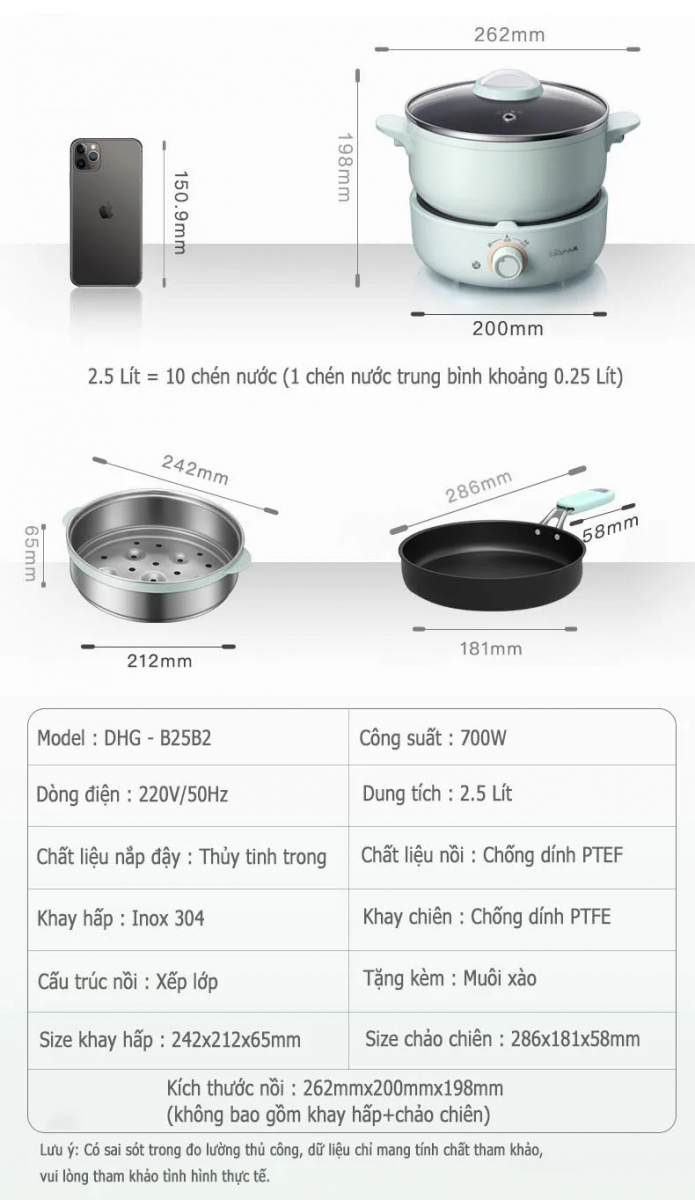 262mm
198mm
150.9mm
Bear小熊
200mm
2.5 Lít = 10 chén nước (1 chén nước trung bình khoảng 0.25 Lít)
242mm
65mm
212mm
286mm
58mm
181mm
Model : DHG - B25B2
Công suất : 700W
Dòng điện : 220V/50Hz
Dung tích : 2.5 Lít
Chất liệu nắp đậy : Thủy tinh trong
Chất liệu nồi : Chống dính PTEF
Khay hấp : Inox 304
Khay chiên : Chống dính PTFE
Cấu trúc nồi : Xếp lớp
Tặng kèm : Muôi xào
Size khay hấp : 242x212x65mm
Size chảo chiên : 286x181x58mm
Kích thước nồi : 262mmx200mmx198mm
(không bao gồm khay hấp+chảo chiên)
Lưu ý: Có sai sót trong đo lường thủ công, dữ liệu chỉ mang tính chất tham khảo,
vui lòng tham khảo tình hình thực tế.